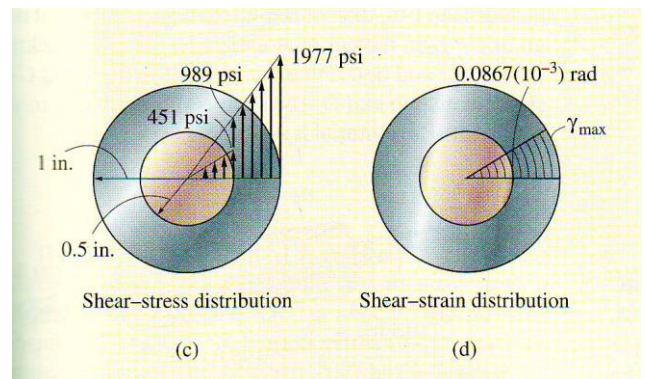 1977 psi
989 psi
451 psi
1 in.
0.5 in.
Shear–stress distribution
(c)
0.0867(10⁻³) rad
γmax
Shear–strain distribution
(d)